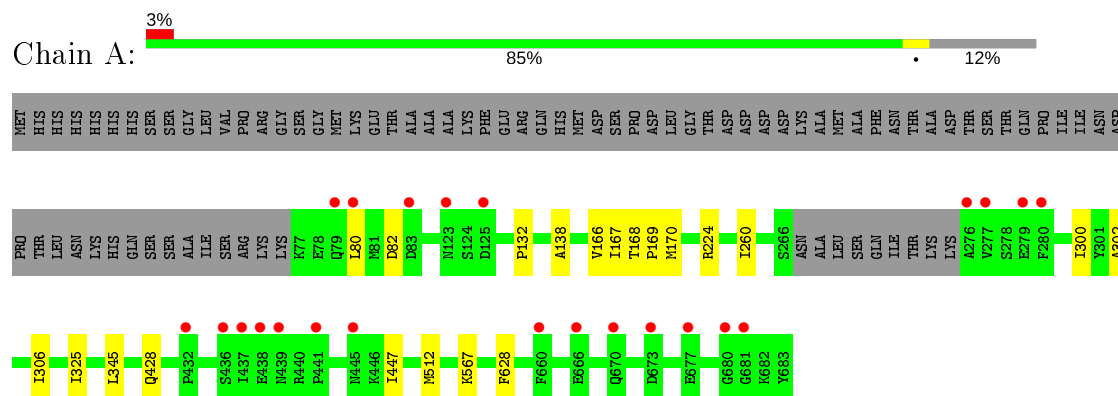 3%
Chain A:
85% • 12%
MET HIS HIS HIS HIS HIS HIS SER SER GLY LEU VAL PRO ARG GLY SER GLY MET LYS GLU THR ALA ALA ALA LYS PHE GLU ARG GLN HIS MET ASP SER PRO ASP LEU GLY THR ASP ASP ASP ASP LYS ALA MET ALA PHE ASN THR ALA ASP THR SER THR GLN PRO ILE ILE ASN ASP
PRO THR LEU ASN LYS HIS GLN SER SER ALA ILE SER ARG LYS LYS K77 E78 Q79 L80 M81 D82 D83 N123 S124 D125 P132 A138 V166 I167 T168 P169 M170 R224 I260 S266 ASN ALA LEU SER GLN ILE THR LYS LYS A276 V277 S278 E279 F280 I300 Y301 A302
I306 I325 L345 Q428 P432 S436 I437 E438 N439 R440 P441 N445 K446 I447 M512 K567 F628 F660 E666 Q670 D673 E677 G680 G681 K682 Y683